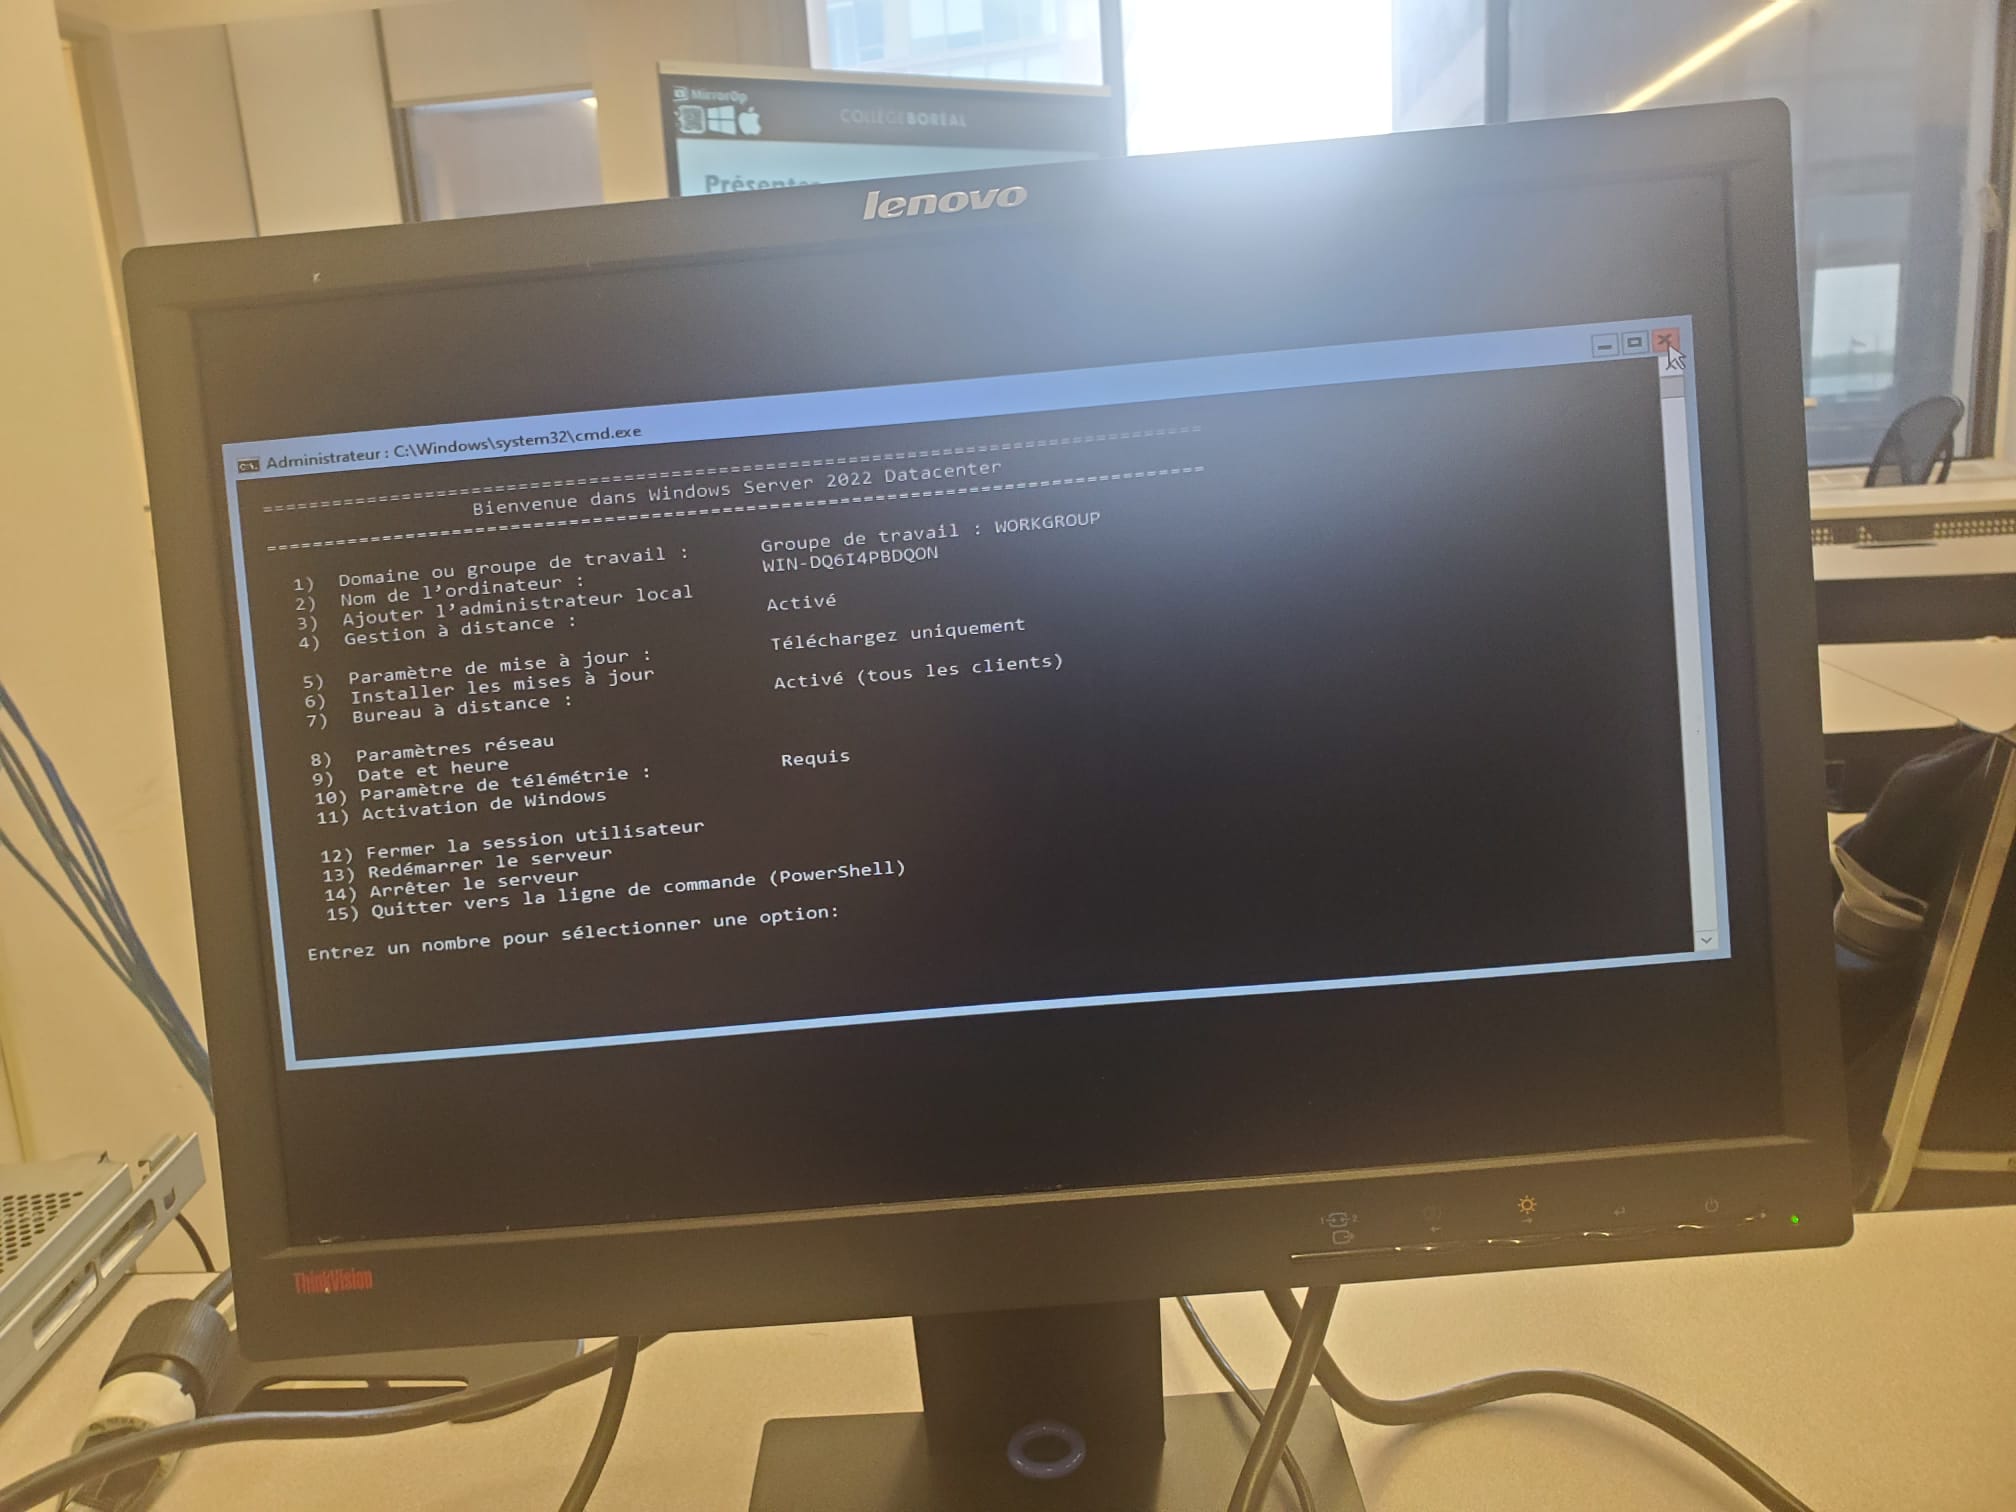 MirrorOp
COLLÈGE BORÉAL
lenovo
Administrateur : C:\Windows\system32\cmd.exe
Bienvenue dans Windows Server 2022 Datacenter
1) Domaine ou groupe de travail : Groupe de travail : WORKGROUP
2) Nom de l'ordinateur : WIN-DQ6I4PBDQON
3) Ajouter l'administrateur local
4) Gestion à distance : Activé
5) Paramètre de mise à jour : Téléchargez uniquement
6) Installer les mises à jour
7) Bureau à distance : Activé (tous les clients)
8) Paramètres réseau
9) Date et heure
10) Paramètre de télémétrie : Requis
11) Activation de Windows
12) Fermer la session utilisateur
13) Redémarrer le serveur
14) Arrêter le serveur
15) Quitter vers la ligne de commande (PowerShell)
Entrez un nombre pour sélectionner une option:
ThinkVision